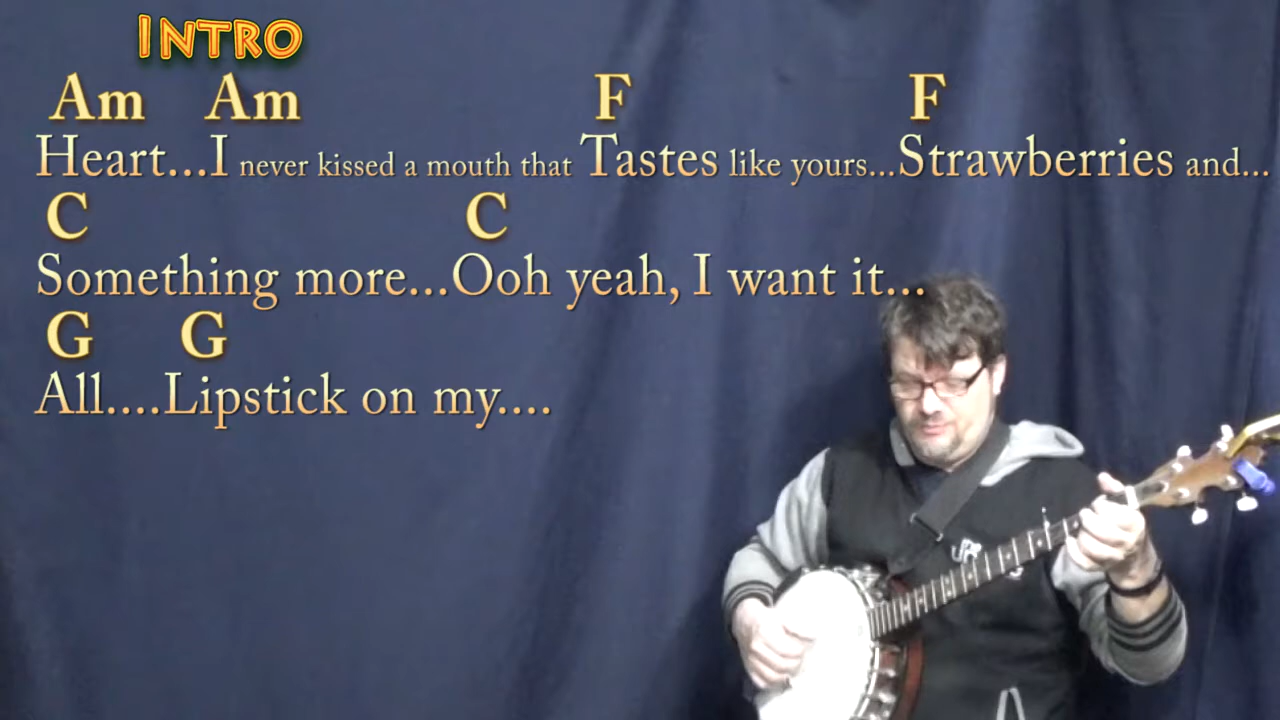 INTRO
Am Am F F
Heart...I never kissed a mouth that Tastes like yours...Strawberries and...
C C
Something more...Ooh yeah, I want it...
G G
All....Lipstick on my....